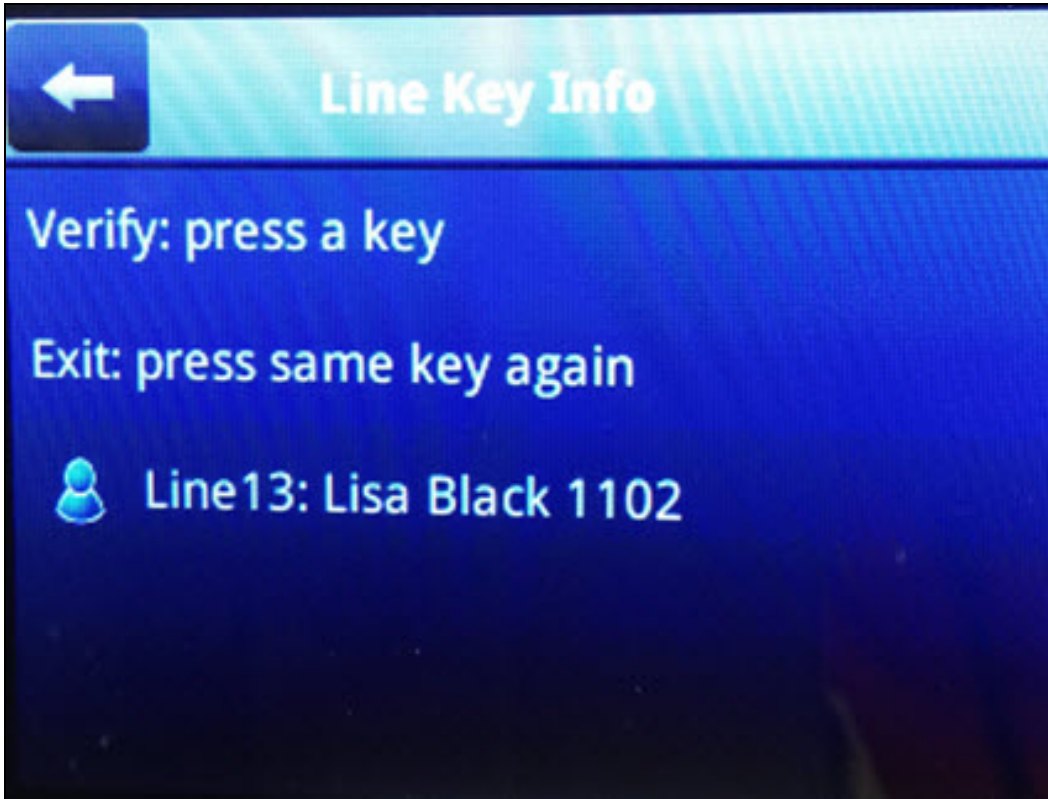 Line Key Info
Verify: press a key
Exit: press same key again
Line13: Lisa Black 1102